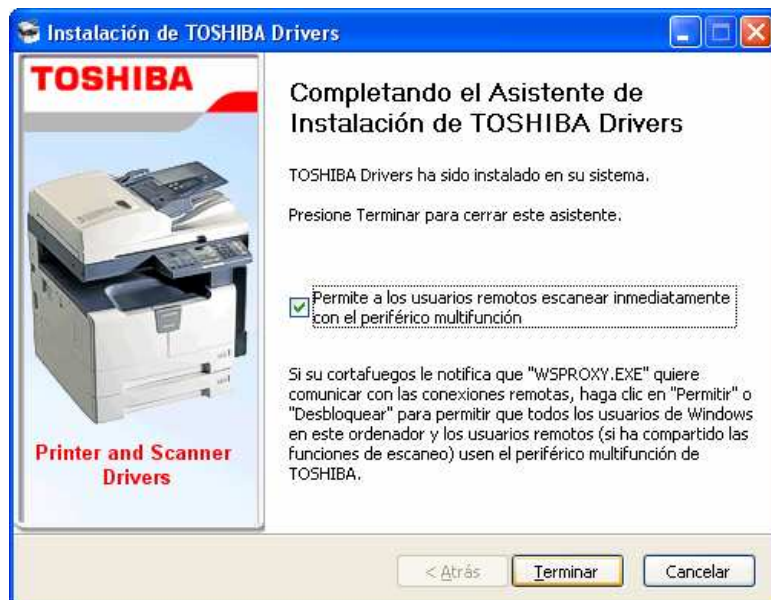 Instalación de TOSHIBA Drivers
TOSHIBA
Printer and Scanner
Drivers
Completando el Asistente de
Instalación de TOSHIBA Drivers
TOSHIBA Drivers ha sido instalado en su sistema.
Presione Terminar para cerrar este asistente.
Permite a los usuarios remotos escanear inmediatamente
con el periférico multifunción
Si su cortafuegos le notifica que "WSPROXY.EXE" quiere
comunicar con las conexiones remotas, haga clic en "Permitir" o
"Desbloquear" para permitir que todos los usuarios de Windows
en este ordenador y los usuarios remotos (si ha compartido las
funciones de escaneo) usen el periférico multifunción de
TOSHIBA.
< Atrás
Terminar
Cancelar